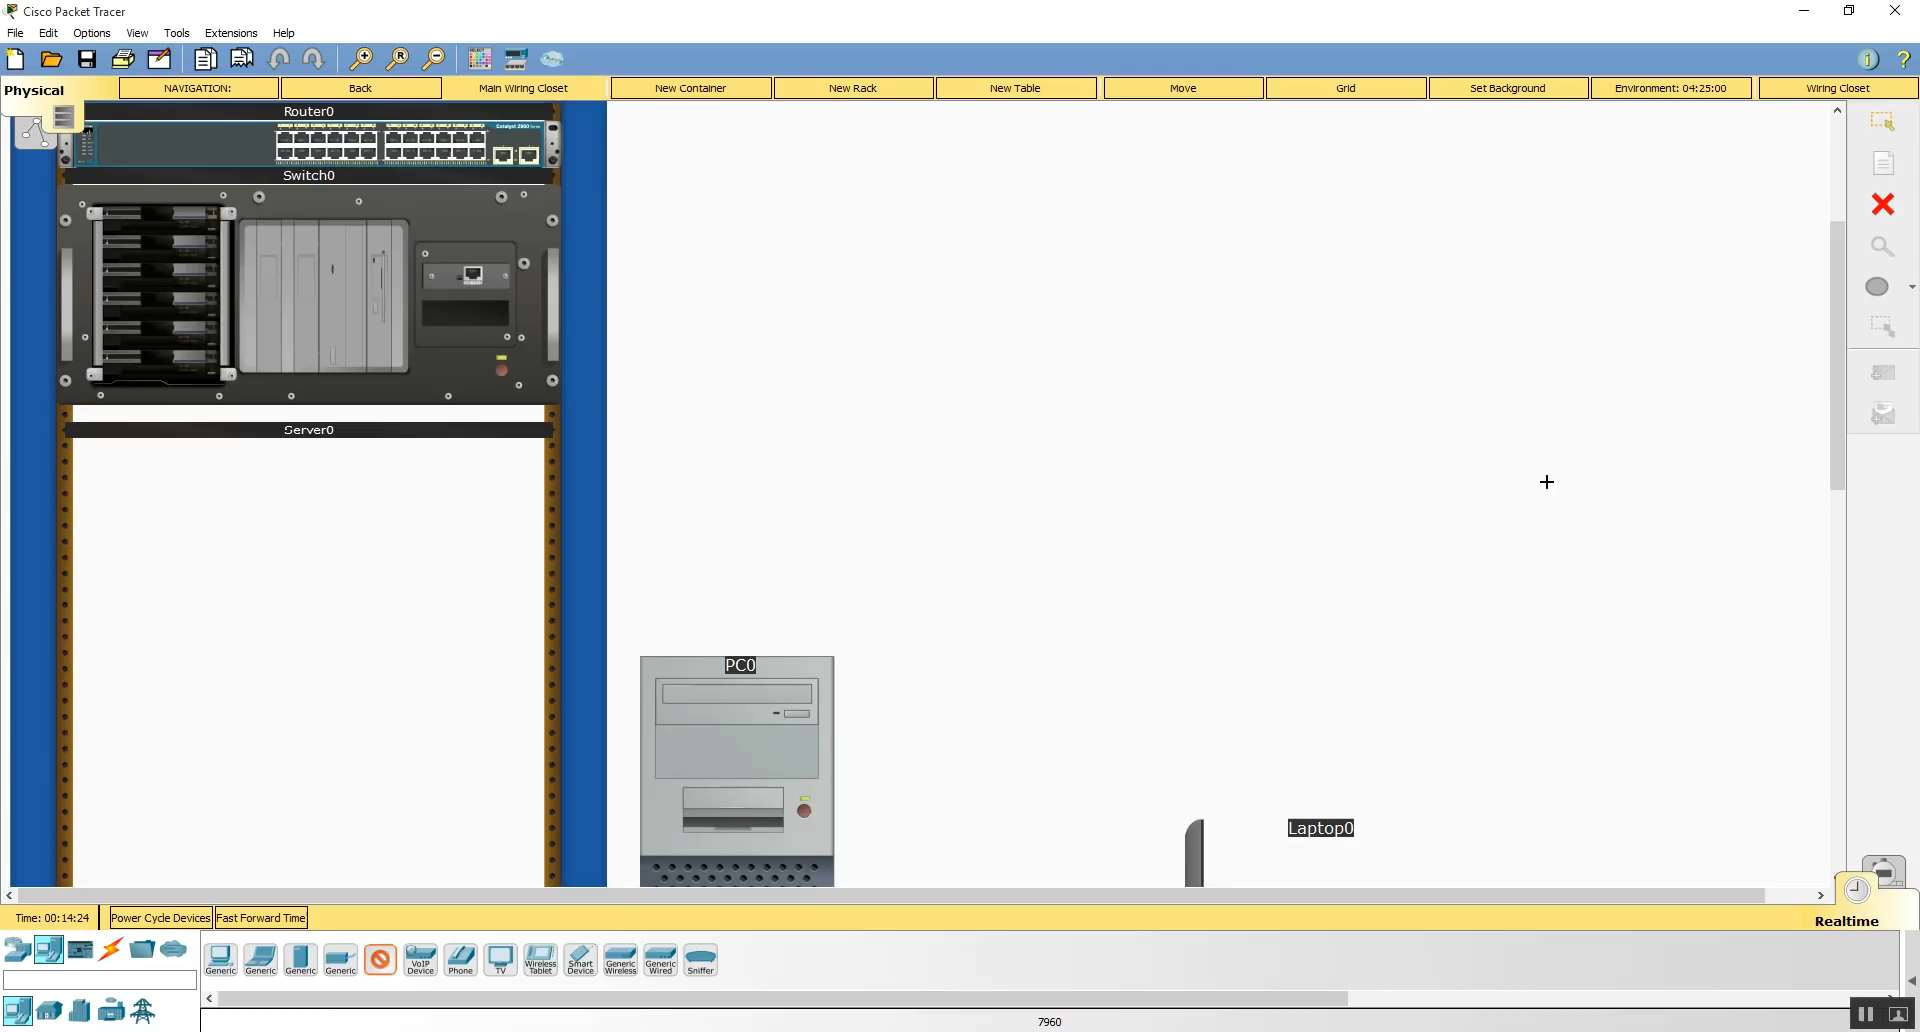 Cisco Packet Tracer
File Edit Options View Tools Extensions Help
Physical NAVIGATION: Back Main Wiring Closet New Container New Rack New Table Move Grid Set Background Environment: 04:25:00 Wiring Closet
Router0
Catalyst 2960
Switch0
Server0
PC0
Laptop0
Time: 00:14:24 Power Cycle Devices Fast Forward Time
Realtime
Generic Generic Generic Generic VoIP Device Phone TV Wireless Tablet Smart Device Generic Wireless Generic Wired Sniffer
7960